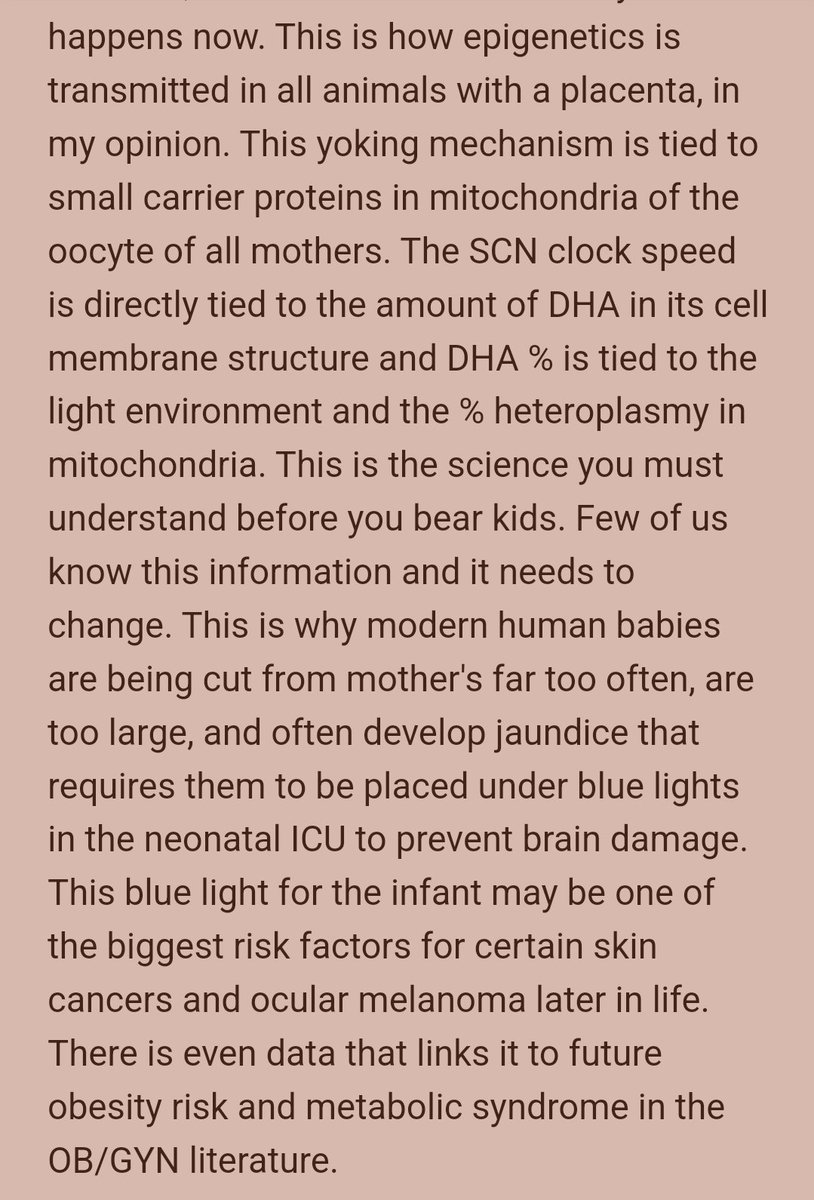 happens now. This is how epigenetics is
transmitted in all animals with a placenta, in
my opinion. This yoking mechanism is tied to
small carrier proteins in mitochondria of the
oocyte of all mothers. The SCN clock speed
is directly tied to the amount of DHA in its cell
membrane structure and DHA % is tied to the
light environment and the % heteroplasmy in
mitochondria. This is the science you must
understand before you bear kids. Few of us
know this information and it needs to
change. This is why modern human babies
are being cut from mother's far too often, are
too large, and often develop jaundice that
requires them to be placed under blue lights
in the neonatal ICU to prevent brain damage.
This blue light for the infant may be one of
the biggest risk factors for certain skin
cancers and ocular melanoma later in life.
There is even data that links it to future
obesity risk and metabolic syndrome in the
OB/GYN literature.